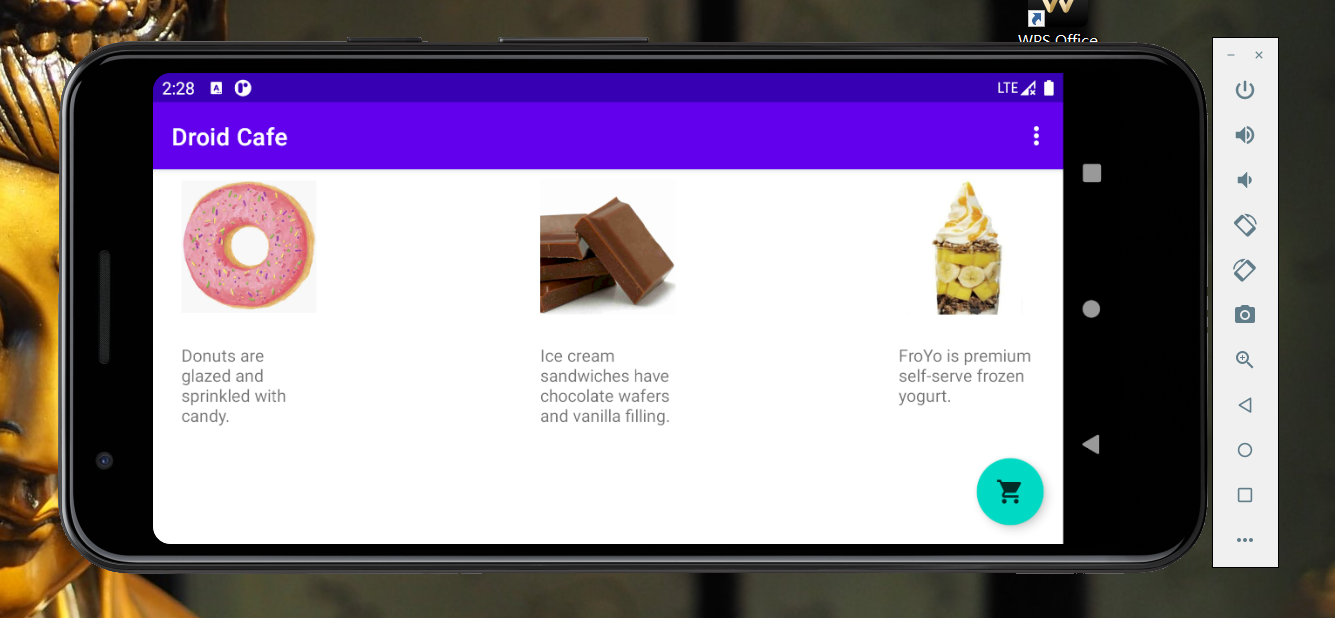 WPS Office
2:28
LTE
Droid Cafe
Donuts are
glazed and
sprinkled with
candy.
Ice cream
sandwiches have
chocolate wafers
and vanilla filling.
FroYo is premium
self-serve frozen
yogurt.